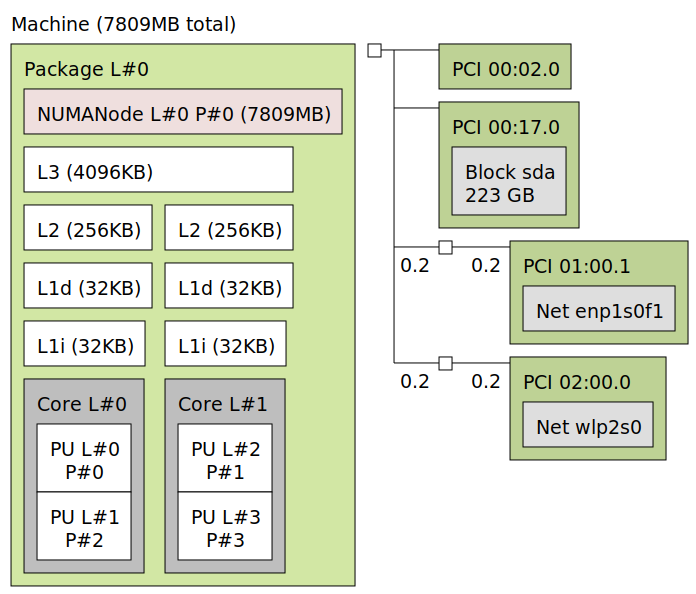 Machine (7809MB total)
Package L#0
NUMANode L#0 P#0 (7809MB)
L3 (4096KB)
L2 (256KB)
L2 (256KB)
L1d (32KB)
L1d (32KB)
L1i (32KB)
L1i (32KB)
Core L#0
PU L#0
P#0
PU L#1
P#2
Core L#1
PU L#2
P#1
PU L#3
P#3
PCI 00:02.0
PCI 00:17.0
Block sda
223 GB
0.2
0.2
PCI 01:00.1
Net enp1s0f1
0.2
0.2
PCI 02:00.0
Net wlp2s0